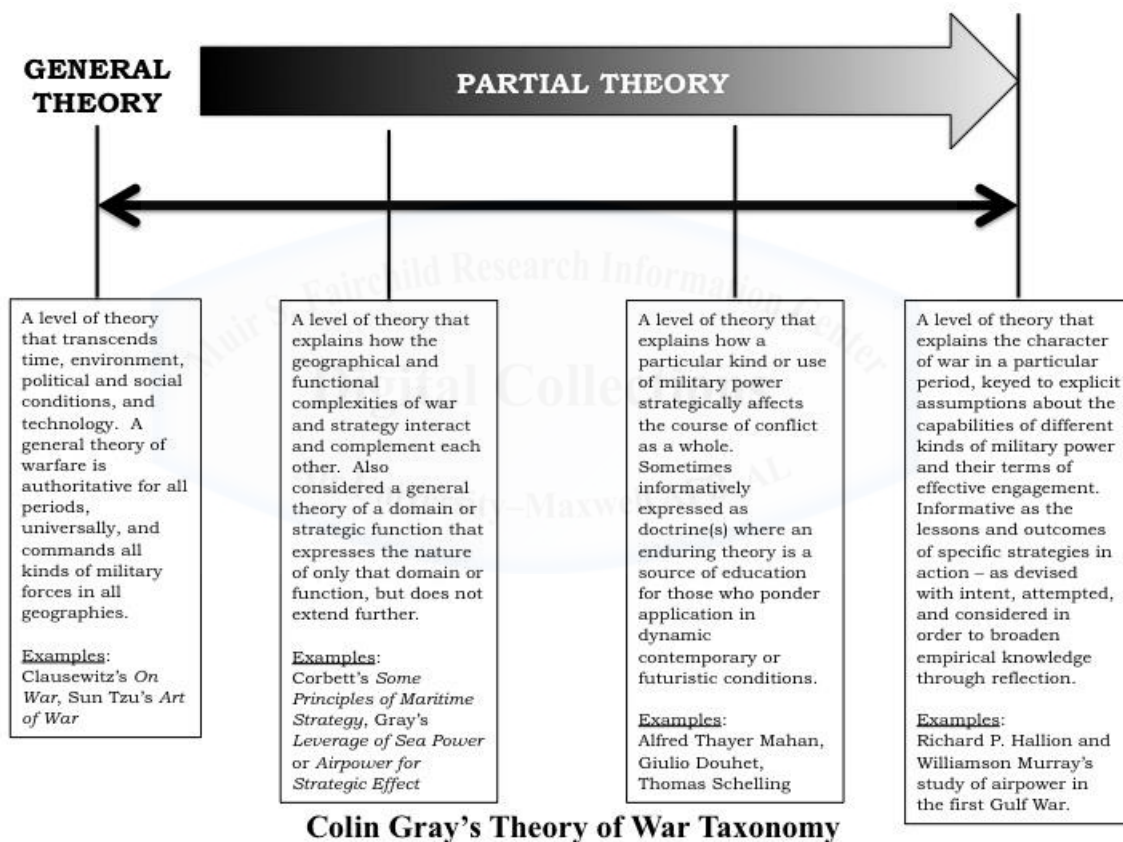 GENERAL
THEORY
PARTIAL THEORY
A level of theory
that transcends
time, environment,
political and social
conditions, and
technology. A
general theory of
warfare is
authoritative for all
periods,
universally, and
commands all
kinds of military
forces in all
geographies.
Examples:
Clausewitz's On
War, Sun Tzu's Art
of War
A level of theory that
explains how the
geographical and
functional
complexities of war
and strategy interact
and complement each
other. Also
considered a general
theory of a domain or
strategic function that
expresses the nature
of only that domain or
function, but does not
extend further.
Examples:
Corbett's Some
Principles of Maritime
Strategy, Gray's
Leverage of Sea Power
or Airpower for
Strategic Effect
A level of theory that
explains how a
particular kind or use
of military power
strategically affects
the course of conflict
as a whole.
Sometimes
informatively
expressed as
doctrine(s) where an
enduring theory is a
source of education
for those who ponder
application in
dynamic
contemporary or
futuristic conditions.
Examples:
Alfred Thayer Mahan,
Giulio Douhet,
Thomas Schelling
A level of theory that
explains the character
of war in a particular
period, keyed to explicit
assumptions about the
capabilities of different
kinds of military power
and their terms of
effective engagement.
Informative as the
lessons and outcomes
of specific strategies in
action – as devised
with intent, attempted,
and considered in
order to broaden
empirical knowledge
through reflection.
Examples:
Richard P. Hallion and
Williamson Murray's
study of airpower in
the first Gulf War.
Colin Gray's Theory of War Taxonomy
Muir S. Fairchild Research Information Center
Digital Collections